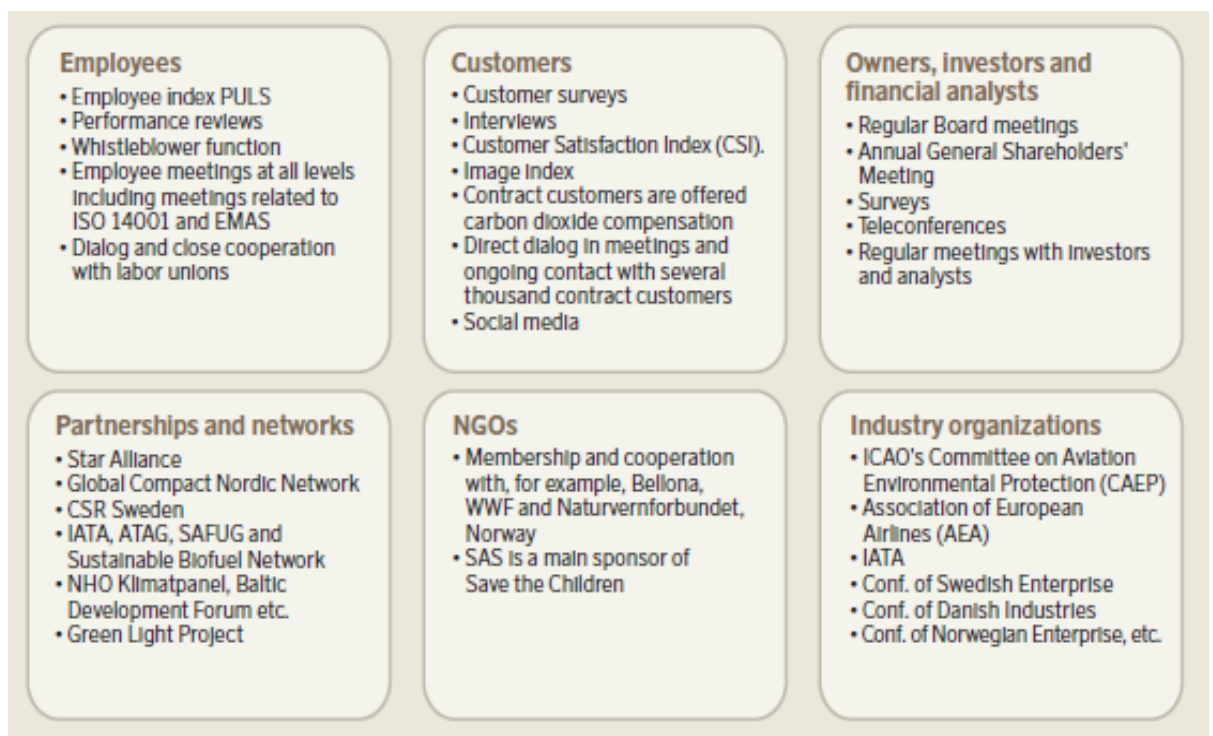 Employees
• Employee index PULS
• Performance reviews
• Whistleblower function
• Employee meetings at all levels
including meetings related to
ISO 14001 and EMAS
• Dialog and close cooperation
with labor unions
Customers
• Customer surveys
• Interviews
• Customer Satisfaction Index (CSI).
• Image index
• Contract customers are offered
carbon dioxide compensation
• Direct dialog in meetings and
ongoing contact with several
thousand contract customers
• Social media
Owners, investors and
financial analysts
• Regular Board meetings
• Annual General Shareholders'
Meeting
• Surveys
• Teleconferences
• Regular meetings with investors
and analysts
Partnerships and networks
• Star Alliance
• Global Compact Nordic Network
• CSR Sweden
• IATA, ATAG, SAFUG and
Sustainable Biofuel Network
• NHO Klimatpanel, Baltic
Development Forum etc.
• Green Light Project
NGOs
• Membership and cooperation
with, for example, Bellona,
WWF and Naturvernforbundet,
Norway
• SAS is a main sponsor of
Save the Children
Industry organizations
• ICAO's Committee on Aviation
Environmental Protection (CAEP)
• Association of European
Airlines (AEA)
• IATA
• Conf. of Swedish Enterprise
• Conf. of Danish Industries
• Conf. of Norwegian Enterprise, etc.